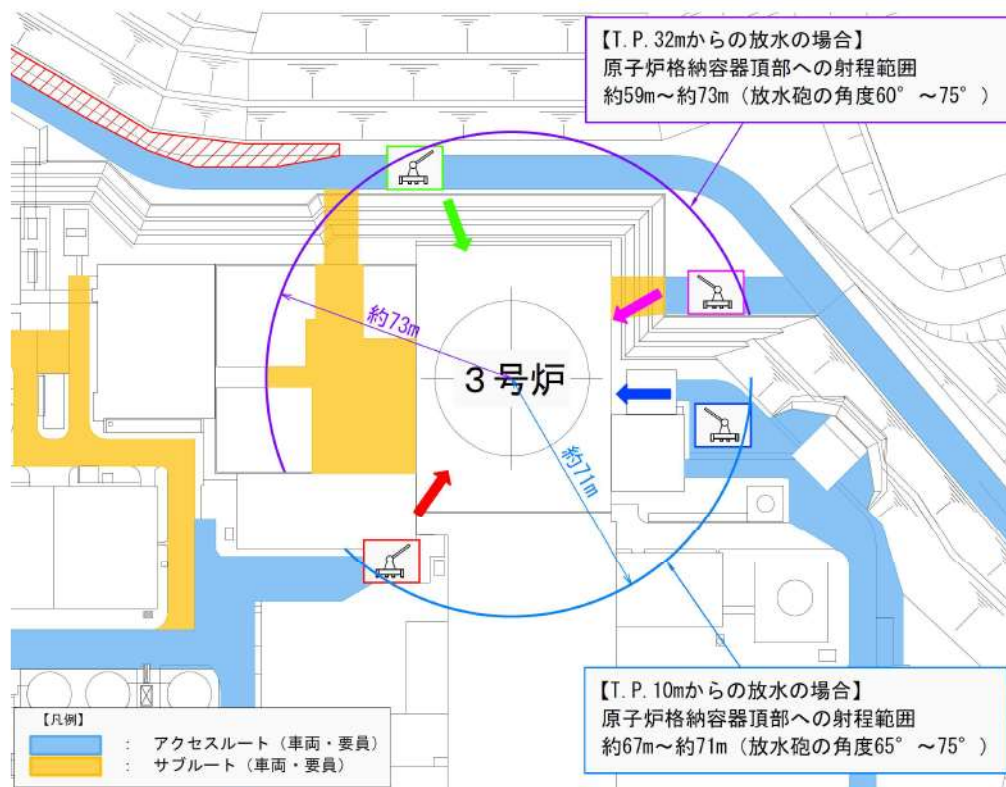 【T.P.32mからの放水の場合】
原子炉格納容器頂部への射程範囲
約59m～約73m（放水砲の角度60°～75°）
約73m
3号炉
約71m
【T.P.10mからの放水の場合】
原子炉格納容器頂部への射程範囲
約67m～約71m（放水砲の角度65°～75°）
【凡例】
： アクセスルート（車両・要員）
： サブルート（車両・要員）